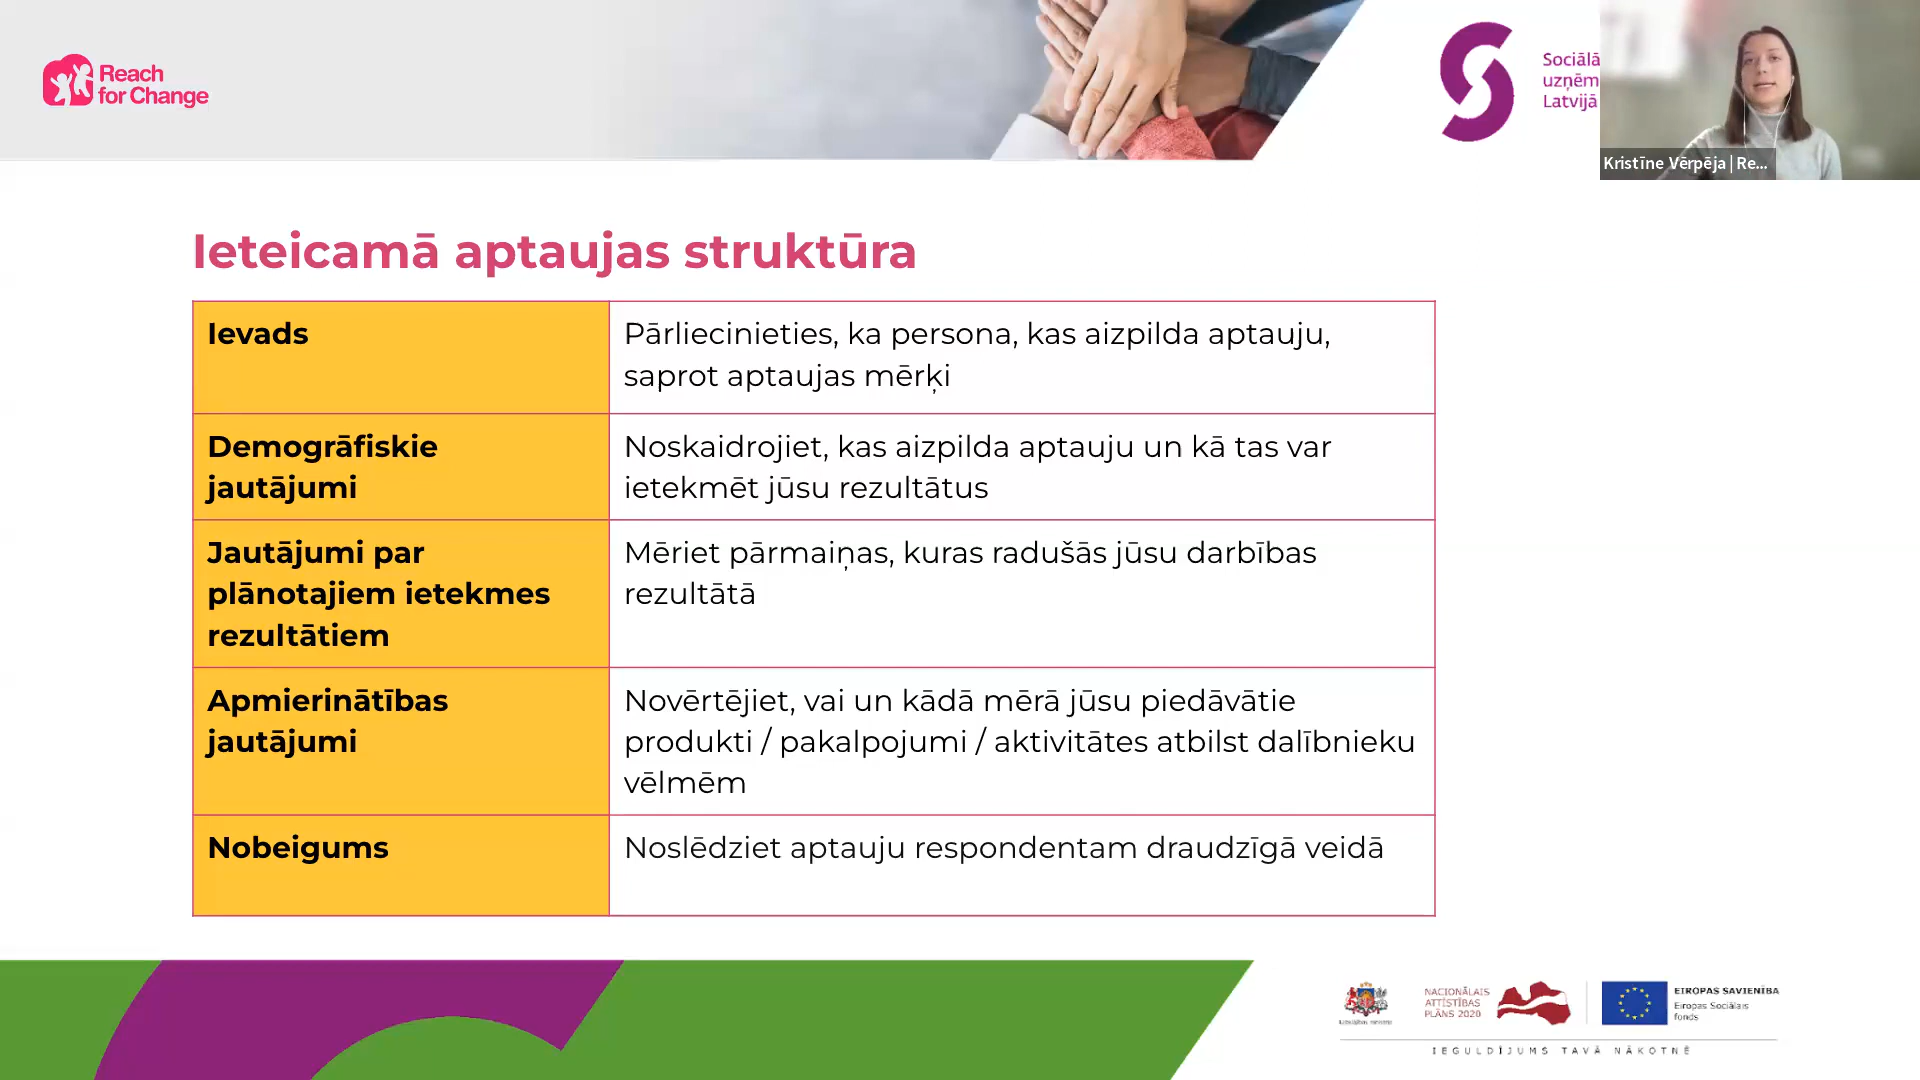 Reach
for Change
Sociālā
uzņēm
Latvijā
Kristīne Vērpēja | Re...
Ieteicamā aptaujas struktūra
Ievads
Pārliecinieties, ka persona, kas aizpilda aptauju,
saprot aptaujas mērķi
Demogrāfiskie
jautājumi
Noskaidrojiet, kas aizpilda aptauju un kā tas var
ietekmēt jūsu rezultātus
Jautājumi par
plānotajiem ietekmes
rezultātiem
Mēriet pārmaiņas, kuras radušās jūsu darbības
rezultātā
Apmierinātības
jautājumi
Novērtējiet, vai un kādā mērā jūsu piedāvātie
produkti / pakalpojumi / aktivitātes atbilst dalībnieku
vēlmēm
Nobeigums
Noslēdziet aptauju respondentam draudzīgā veidā
NACIONĀLAIS
ATTĪSTĪBAS
PLĀNS 2020
EIROPAS SAVIENĪBA
Eiropas Sociālais
fonds
IEGULDĪJUMS TAVĀ NĀKOTNĒ